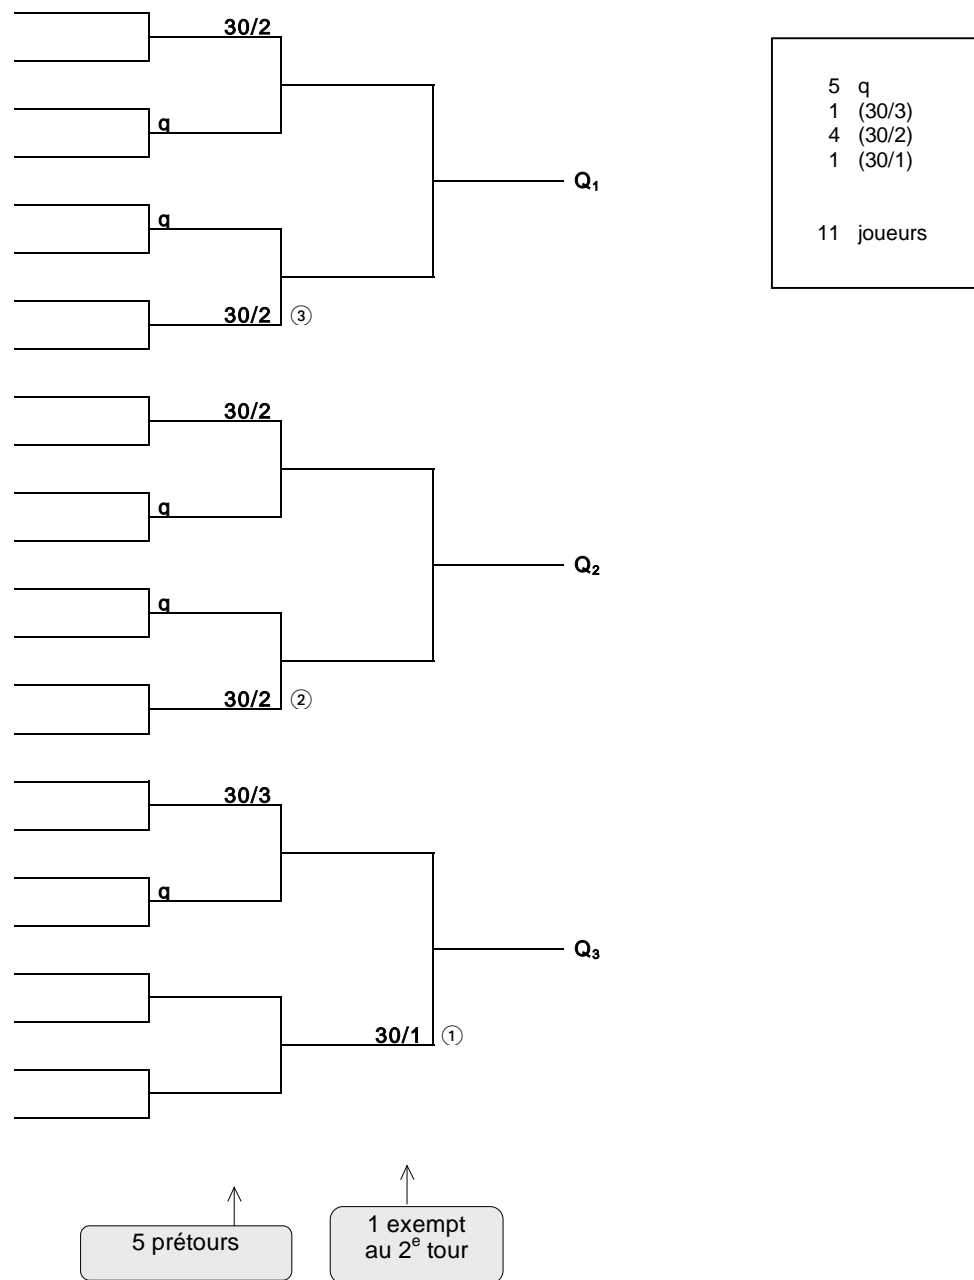 30/2
5 q
q
1 (30/3)
4 (30/2)
1 (30/1)
Q₁
q
11 joueurs
30/2 ③
30/2
q
Q₂
q
30/2 ②
30/3
q
Q₃
30/1 ①
5 prétours
1 exempt
au 2ᵉ tour